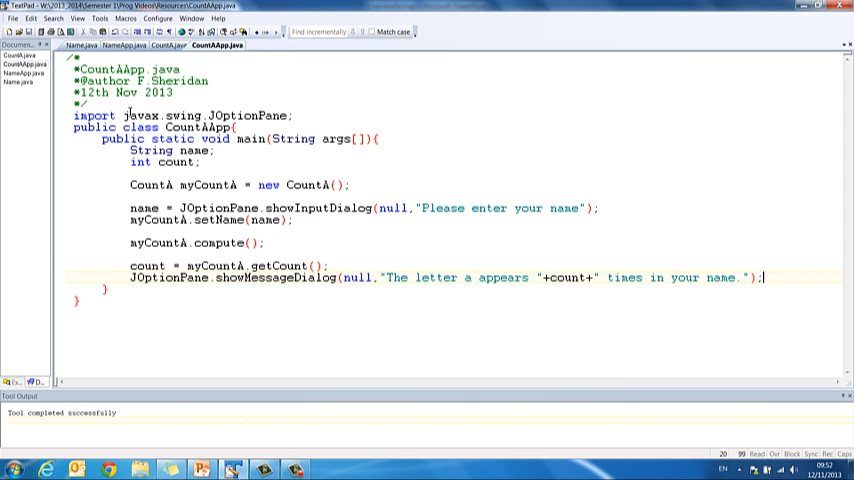 TextPad - W:\2013_2014\Semester 1\Prog Videos\Resources\CountAApp.java
File Edit Search View Tools Macros Configure Window Help
Find incrementally Match case
Documen...
Name.java NameApp.java CountA.java CountAApp.java
CountA.java
CountAApp.java
NameApp.java
Name.java
/*
*CountAApp.java
*@author F.Sheridan
*12th Nov 2013
*/
import javax.swing.JOptionPane;
public class CountAApp{
public static void main(String args[]){
String name;
int count;
CountA myCountA = new CountA();
name = JOptionPane.showInputDialog(null,"Please enter your name");
myCountA.setName(name);
myCountA.compute();
count = myCountA.getCount();
JOptionPane.showMessageDialog(null,"The letter a appears "+count+" times in your name.");
}
}
Ex... D...
Tool Output
Tool completed successfully
20 99 Read Ovr Block Sync Rec Caps
EN
09:52
12/11/2013